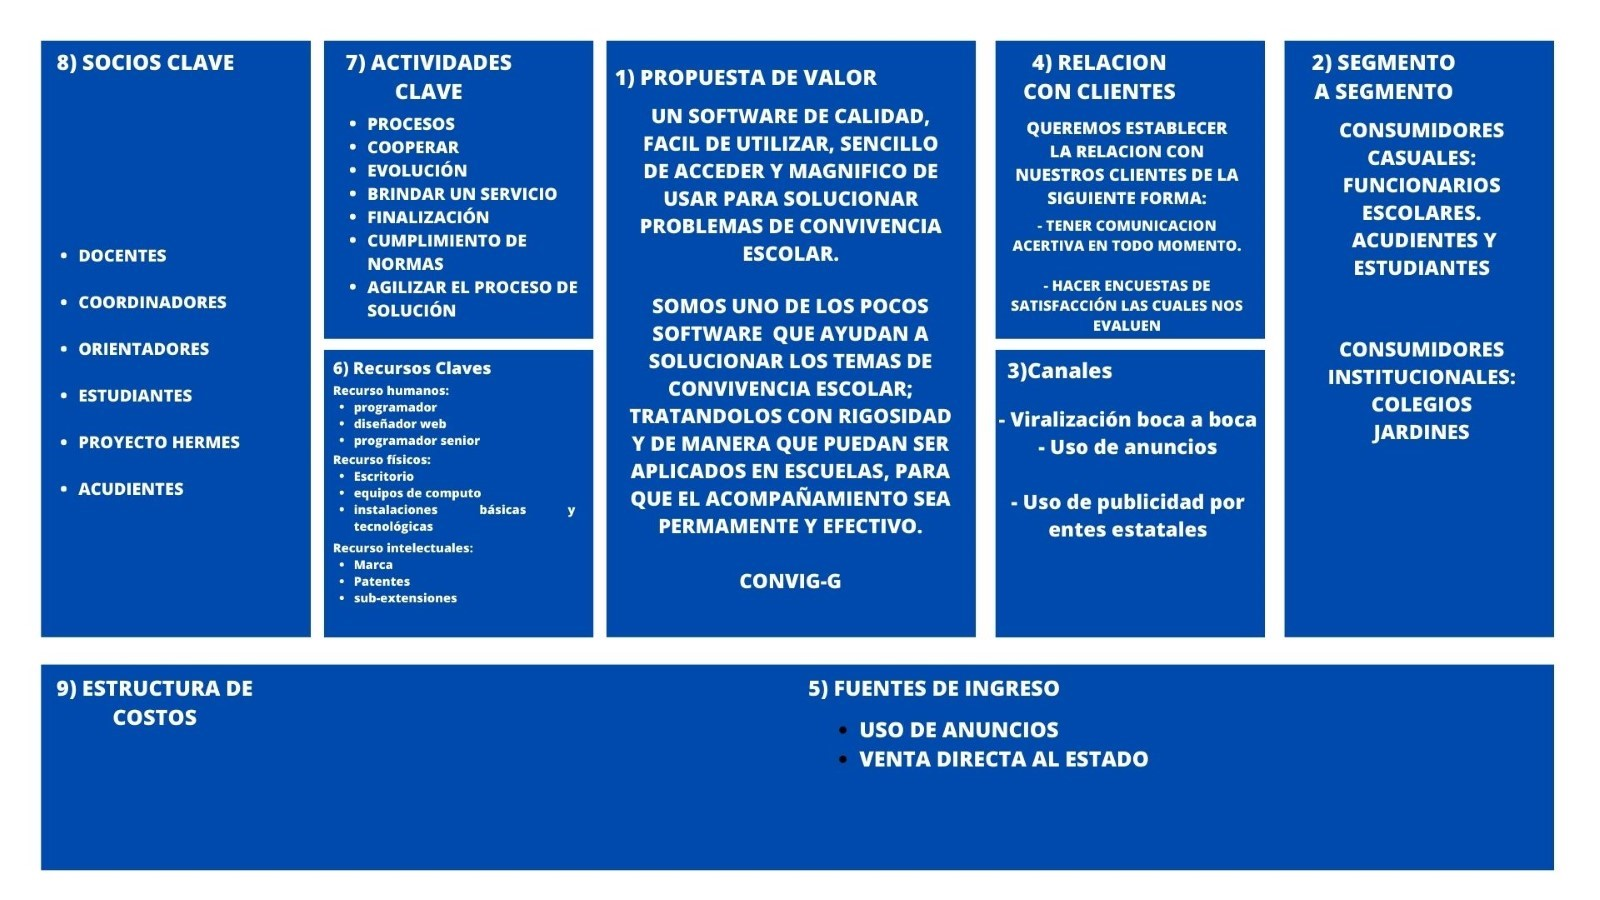 8) SOCIOS CLAVE
• DOCENTES
• COORDINADORES
• ORIENTADORES
• ESTUDIANTES
• PROYECTO HERMES
• ACUDIENTES
7) ACTIVIDADES
CLAVE
• PROCESOS
• COOPERAR
• EVOLUCIÓN
• BRINDAR UN SERVICIO
• FINALIZACIÓN
• CUMPLIMIENTO DE
NORMAS
• AGILIZAR EL PROCESO DE
SOLUCIÓN
6) Recursos Claves
Recurso humanos:
• programador
• diseñador web
• programador senior
Recurso físicos:
• Escritorio
• equipos de computo
• instalaciones básicas y
tecnológicas
Recurso intelectuales:
• Marca
• Patentes
• sub-extensiones
1) PROPUESTA DE VALOR
UN SOFTWARE DE CALIDAD,
FACIL DE UTILIZAR, SENCILLO
DE ACCEDER Y MAGNIFICO DE
USAR PARA SOLUCIONAR
PROBLEMAS DE CONVIVENCIA
ESCOLAR.
SOMOS UNO DE LOS POCOS
SOFTWARE QUE AYUDAN A
SOLUCIONAR LOS TEMAS DE
CONVIVENCIA ESCOLAR;
TRATANDOLOS CON RIGOSIDAD
Y DE MANERA QUE PUEDAN SER
APLICADOS EN ESCUELAS, PARA
QUE EL ACOMPAÑAMIENTO SEA
PERMAMENTE Y EFECTIVO.
CONVIG-G
4) RELACION
CON CLIENTES
QUEREMOS ESTABLECER
LA RELACION CON
NUESTROS CLIENTES DE LA
SIGUIENTE FORMA:
- TENER COMUNICACION
ACERTIVA EN TODO MOMENTO.
- HACER ENCUESTAS DE
SATISFACCIÓN LAS CUALES NOS
EVALUEN
3)Canales
- Viralización boca a boca
- Uso de anuncios
- Uso de publicidad por
entes estatales
2) SEGMENTO
A SEGMENTO
CONSUMIDORES
CASUALES:
FUNCIONARIOS
ESCOLARES.
ACUDIENTES Y
ESTUDIANTES
CONSUMIDORES
INSTITUCIONALES:
COLEGIOS
JARDINES
9) ESTRUCTURA DE
COSTOS
5) FUENTES DE INGRESO
• USO DE ANUNCIOS
• VENTA DIRECTA AL ESTADO